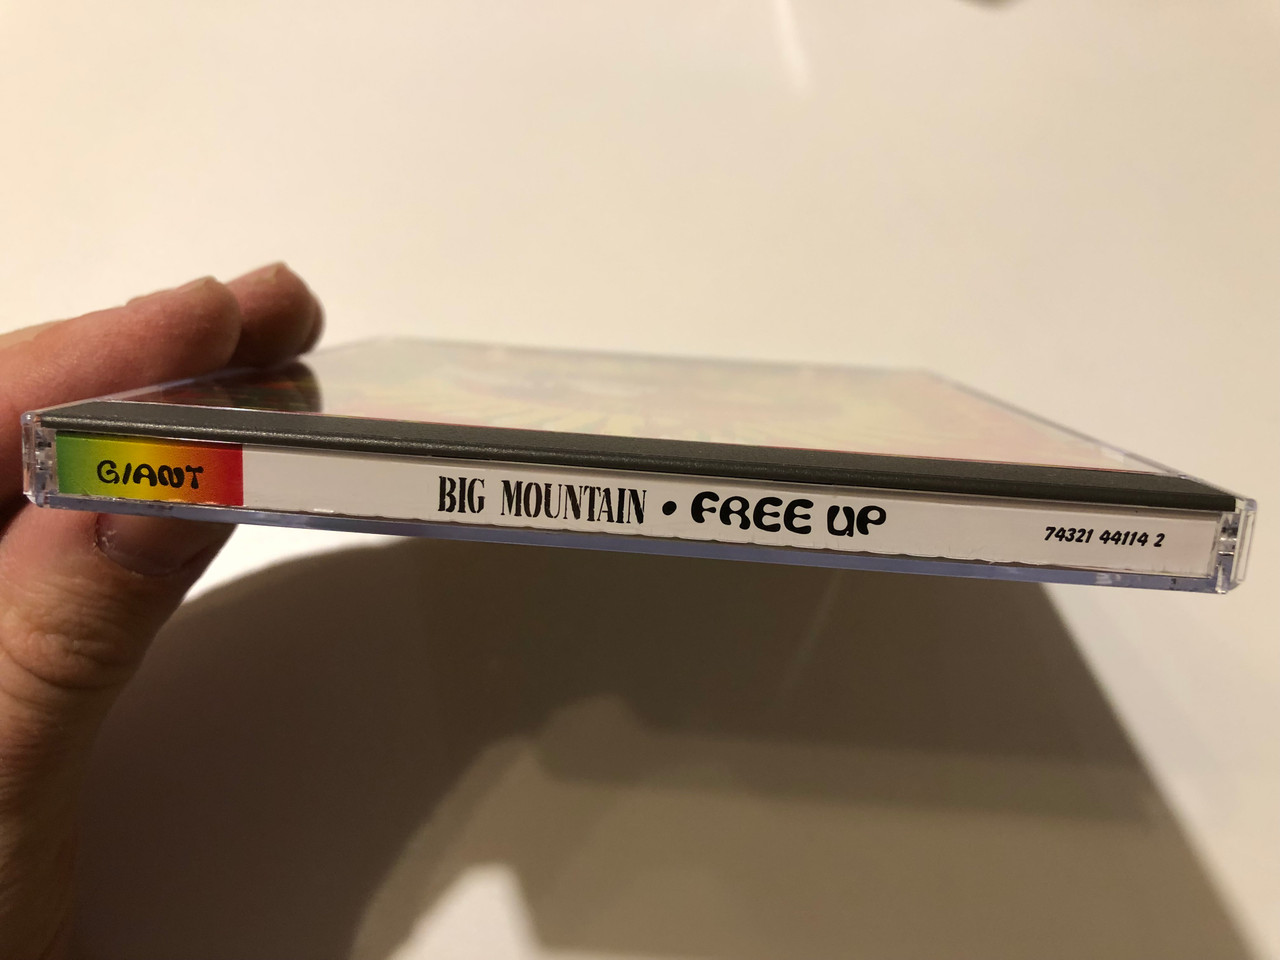 GIANT BIG MOUNTAIN • FREE UP 74321 44114 2